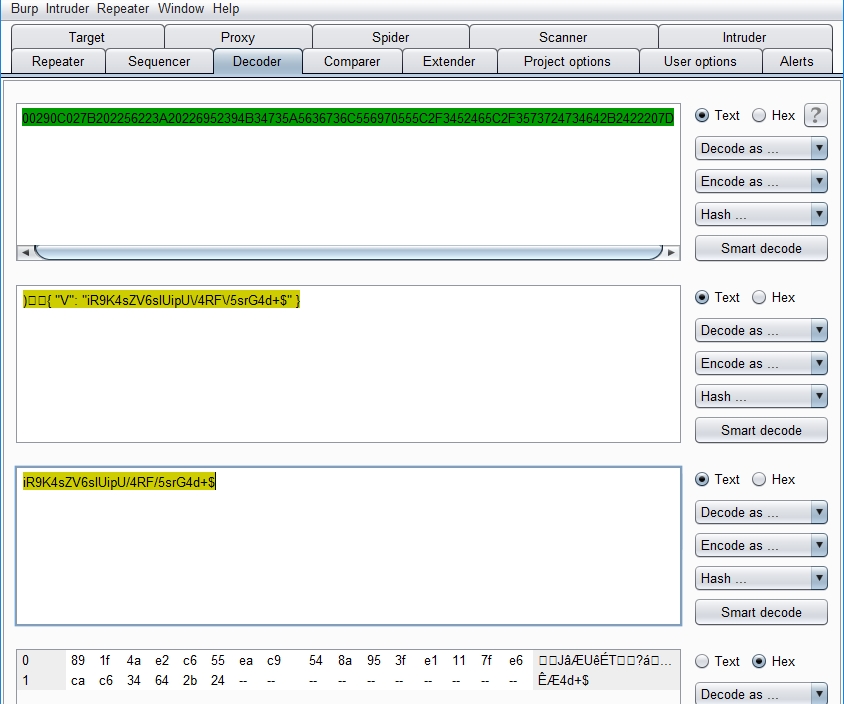 Burp Intruder Repeater Window Help
Target Proxy Spider Scanner Intruder
Repeater Sequencer Decoder Comparer Extender Project options User options Alerts
00290C027B202256223A20226952394B34735A5636736C556970555C2F3452465C2F3573724734642B2422207D
Text Hex ?
Decode as ...
Encode as ...
Hash ...
Smart decode
)□□{ "V": "iR9K4sZV6slUipU\/4RF\/5srG4d+$" }
Text Hex
Decode as ...
Encode as ...
Hash ...
Smart decode
iR9K4sZV6slUipU/4RF/5srG4d+$
Text Hex
Decode as ...
Encode as ...
Hash ...
Smart decode
0 89 1f 4a e2 c6 55 ea c9 54 8a 95 3f e1 11 7f e6 □□JâÆUêÉT□□?á□...
1 ca c6 34 64 2b 24 -- -- -- -- -- -- -- -- -- -- ÊÆ4d+$
Text Hex
Decode as ...